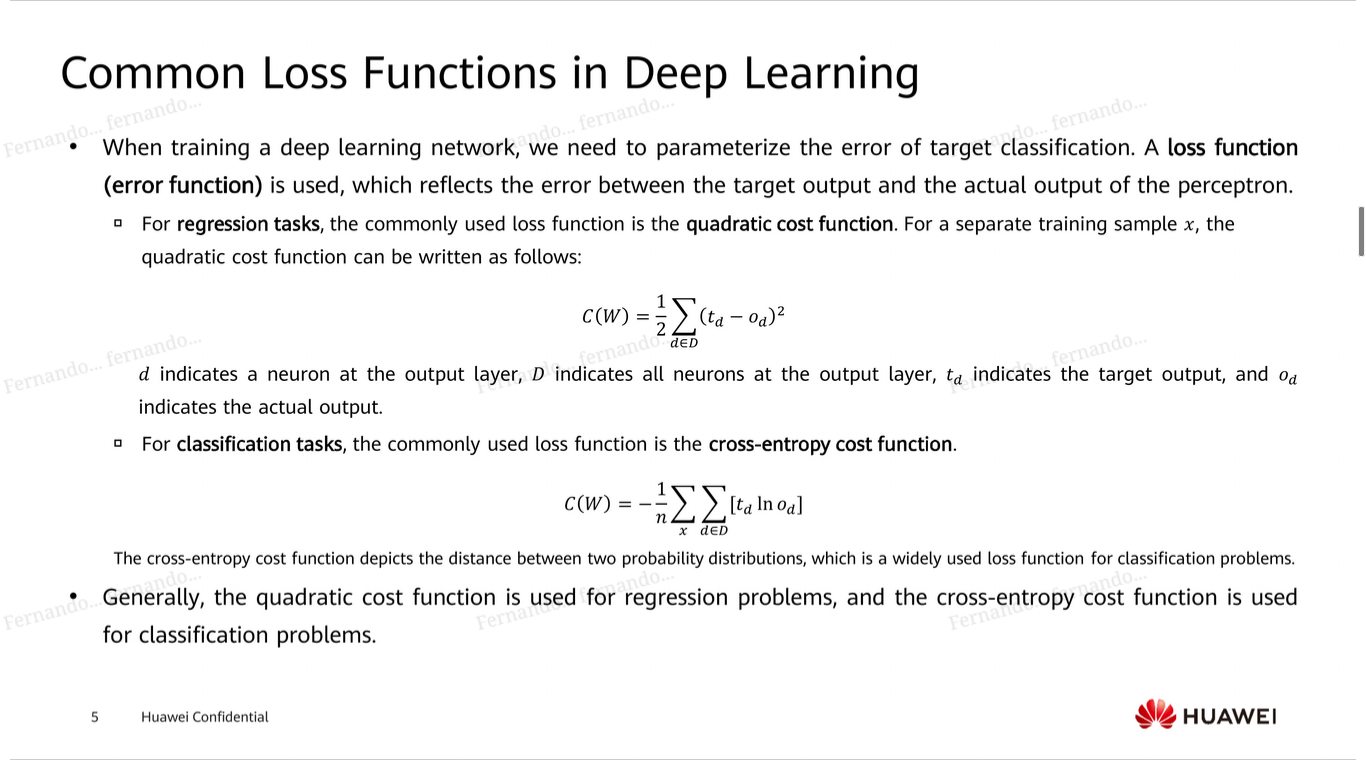 Common Loss Functions in Deep Learning
Fernando... fernando...
• When training a deep learning network, we need to parameterize the error of target classification. A loss function
(error function) is used, which reflects the error between the target output and the actual output of the perceptron.
▫ For regression tasks, the commonly used loss function is the quadratic cost function. For a separate training sample x, the
quadratic cost function can be written as follows:
C(W) = 1/2 ∑_{d∈D} (t_d − o_d)²
Fernando... fernando...
d indicates a neuron at the output layer, D indicates all neurons at the output layer, t_d indicates the target output, and o_d
indicates the actual output.
▫ For classification tasks, the commonly used loss function is the cross-entropy cost function.
C(W) = −1/n ∑_x ∑_{d∈D} [t_d ln o_d]
The cross-entropy cost function depicts the distance between two probability distributions, which is a widely used loss function for classification problems.
Fernando... fernando...
• Generally, the quadratic cost function is used for regression problems, and the cross-entropy cost function is used
for classification problems.
5 Huawei Confidential
HUAWEI